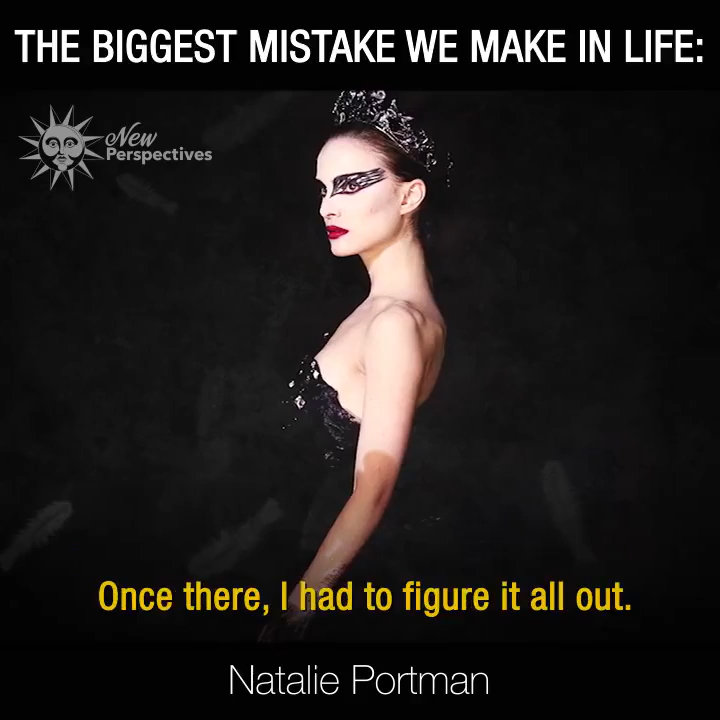 THE BIGGEST MISTAKE WE MAKE IN LIFE:
New
Perspectives
Once there, I had to figure it all out.
Natalie Portman